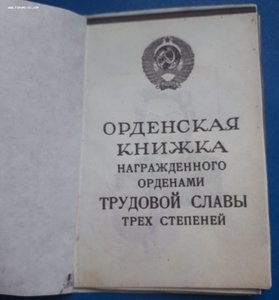 ОРДЕНСКАЯ
КНИЖКА
НАГРАЖДЕННОГО
ОРДЕНАМИ
ТРУДОВОЙ СЛАВЫ
ТРЕХ СТЕПЕНЕЙ